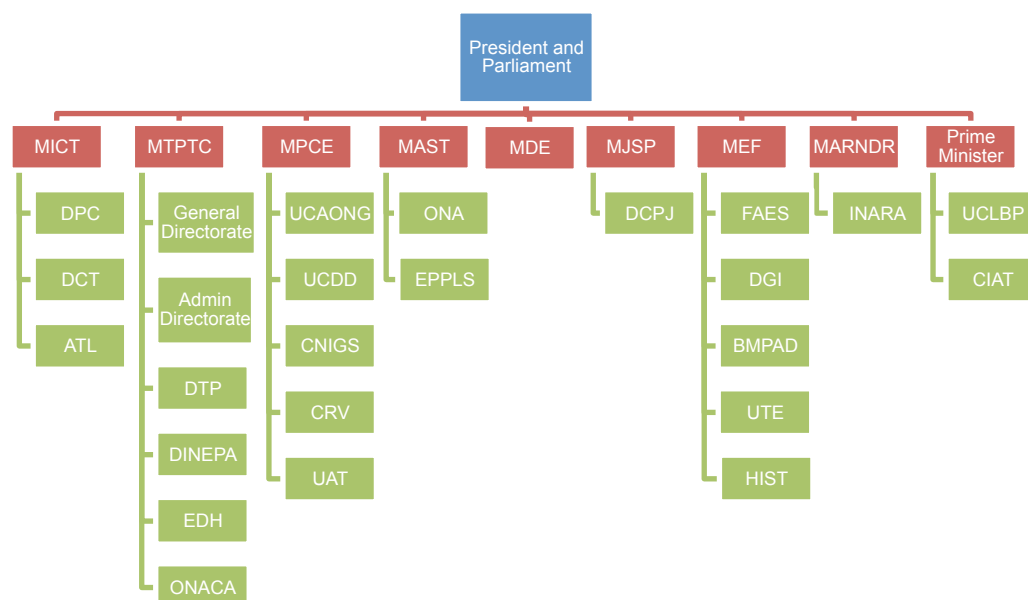 President and
Parliament
MICT
MTPTC
MPCE
MAST
MDE
MJSP
MEF
MARNDR
Prime
Minister
DPC
DCT
ATL
General
Directorate
Admin
Directorate
DTP
DINEPA
EDH
ONACA
UCAONG
UCDD
CNIGS
CRV
UAT
ONA
EPPLS
DCPJ
FAES
DGI
BMPAD
UTE
HIST
INARA
UCLBP
CIAT